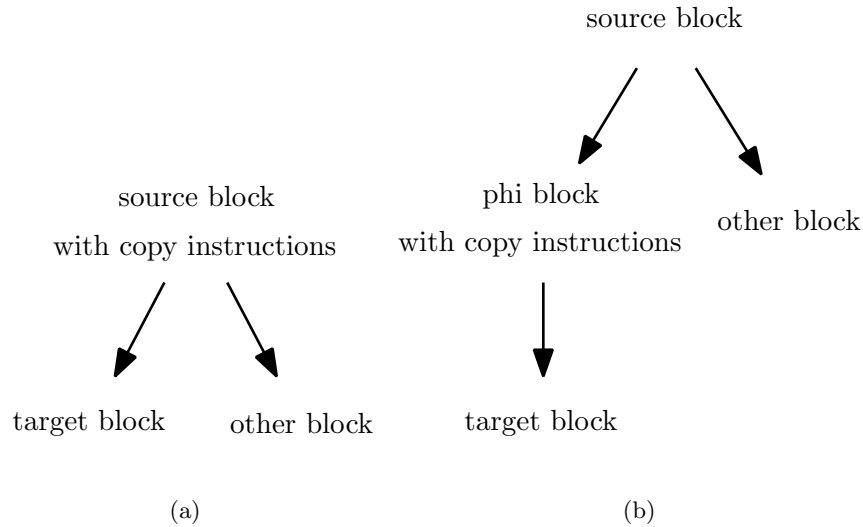 source block
with copy instructions
target block
other block
(a)
source block
phi block
with copy instructions
other block
target block
(b)